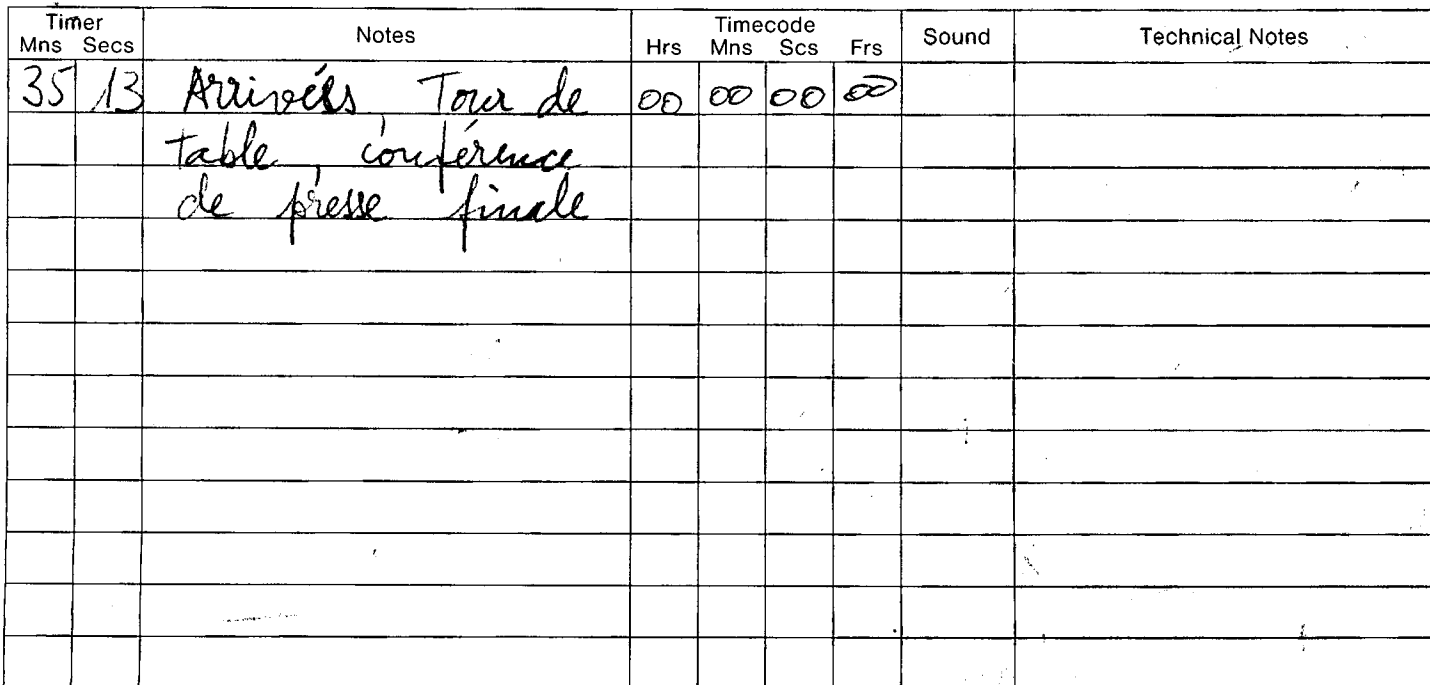 Timer Notes Timecode Sound Technical Notes
Mns Secs Hrs Mns Scs Frs
35 13 Arrivées, Tour de 00 00 00 00
table, conférence
de presse finale